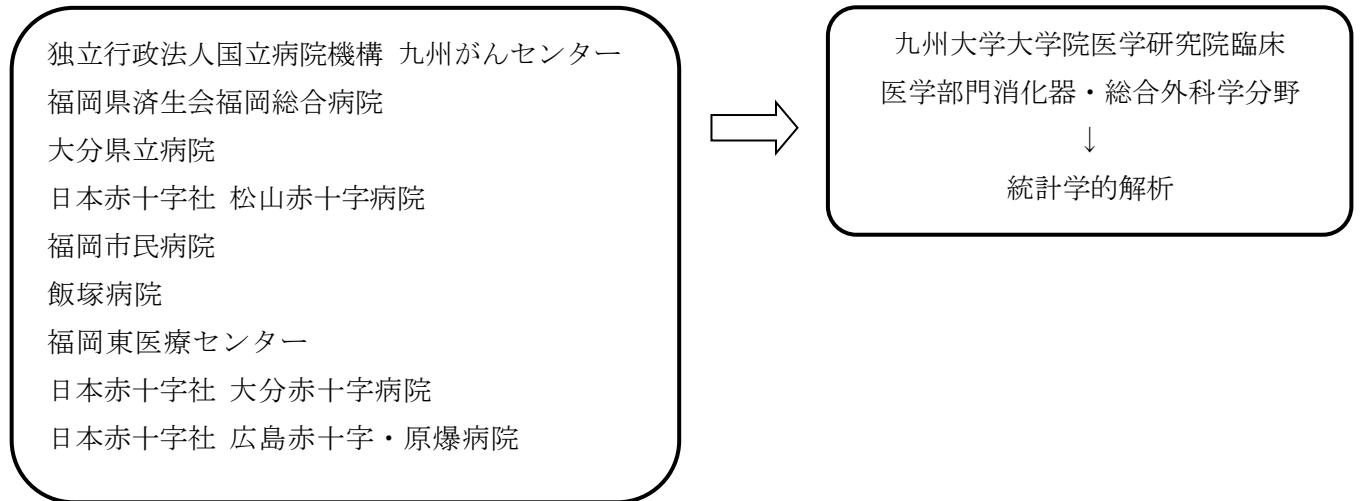 独立行政法人国立病院機構 九州がんセンター
福岡県済生会福岡総合病院
大分県立病院
日本赤十字社 松山赤十字病院
福岡市民病院
飯塚病院
福岡東医療センター
日本赤十字社 大分赤十字病院
日本赤十字社 広島赤十字・原爆病院
九州大学大学院医学研究院臨床
医学部門消化器・総合外科学分野
↓
統計学的解析